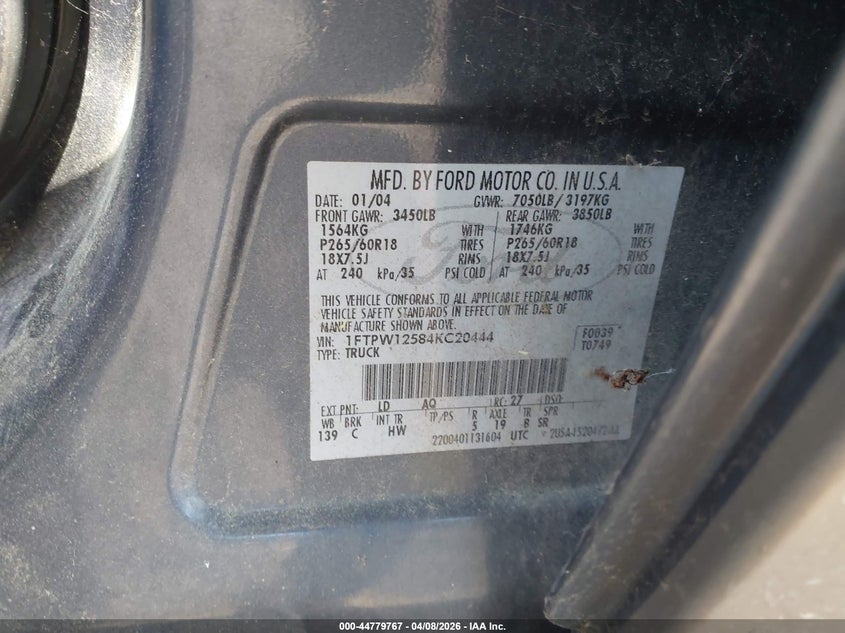 MFD. BY FORD MOTOR CO. IN U.S.A.
DATE: 01/04 GVWR: 7050LB/ 3197KG
FRONT GAWR: 3450LB REAR GAWR: 3850LB
1564KG WITH 1746KG WITH
P265/60R18 TIRES P265/60R18 TIRES
18X7.5J RIMS 18X7.5J RIMS
AT 240 kPa/35 PSI COLD AT 240 kPa/35 PSI COLD
THIS VEHICLE CONFORMS TO ALL APPLICABLE FEDERAL MOTOR
VEHICLE SAFETY STANDARDS IN EFFECT ON THE DATE OF
MANUFACTURE SHOWN ABOVE.
VIN: 1FTPW12584KC20444 F0039
TYPE: TRUCK T0749
EXT PNT: LD AQ RC: 27 DSO:
WB BRK INT TR TP/PS R AXLE TR SPR
139 C HW 5 19 B SR
2200401131604 UTC
Ford
000-44779767 - 04/08/2026 - IAA Inc.